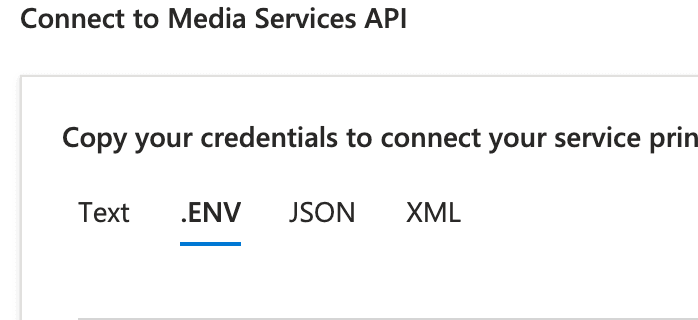 Connect to Media Services API
Copy your credentials to connect your service prin
Text .ENV JSON XML